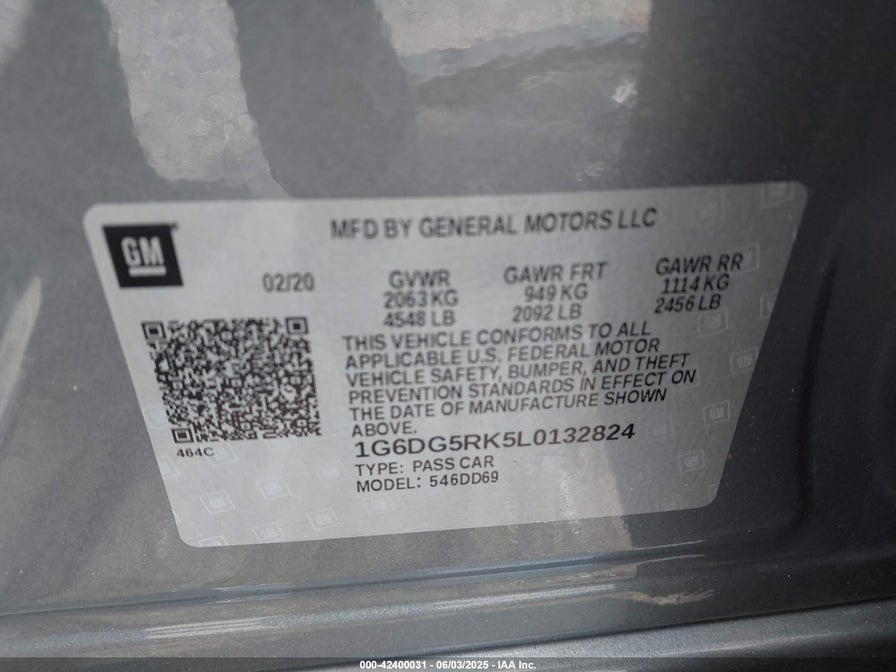 GM
MFD BY GENERAL MOTORS LLC
02/20
GVWR
2063 KG
4548 LB
GAWR FRT
949 KG
2092 LB
GAWR RR
1114 KG
2456 LB
THIS VEHICLE CONFORMS TO ALL
APPLICABLE U.S. FEDERAL MOTOR
VEHICLE SAFETY, BUMPER, AND THEFT
PREVENTION STANDARDS IN EFFECT ON
THE DATE OF MANUFACTURE SHOWN
ABOVE.
464C
1G6DG5RK5L0132824
TYPE: PASS CAR
MODEL: 546DD69
000-42400031 - 06/03/2025 - IAA Inc.